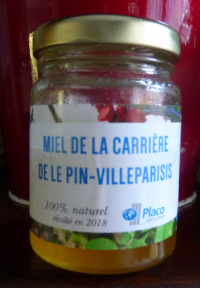 MIEL DE LA CARRIÈRE
DE LE PIN-VILLEPARISIS
100% naturel
récolté en 2018
Placo